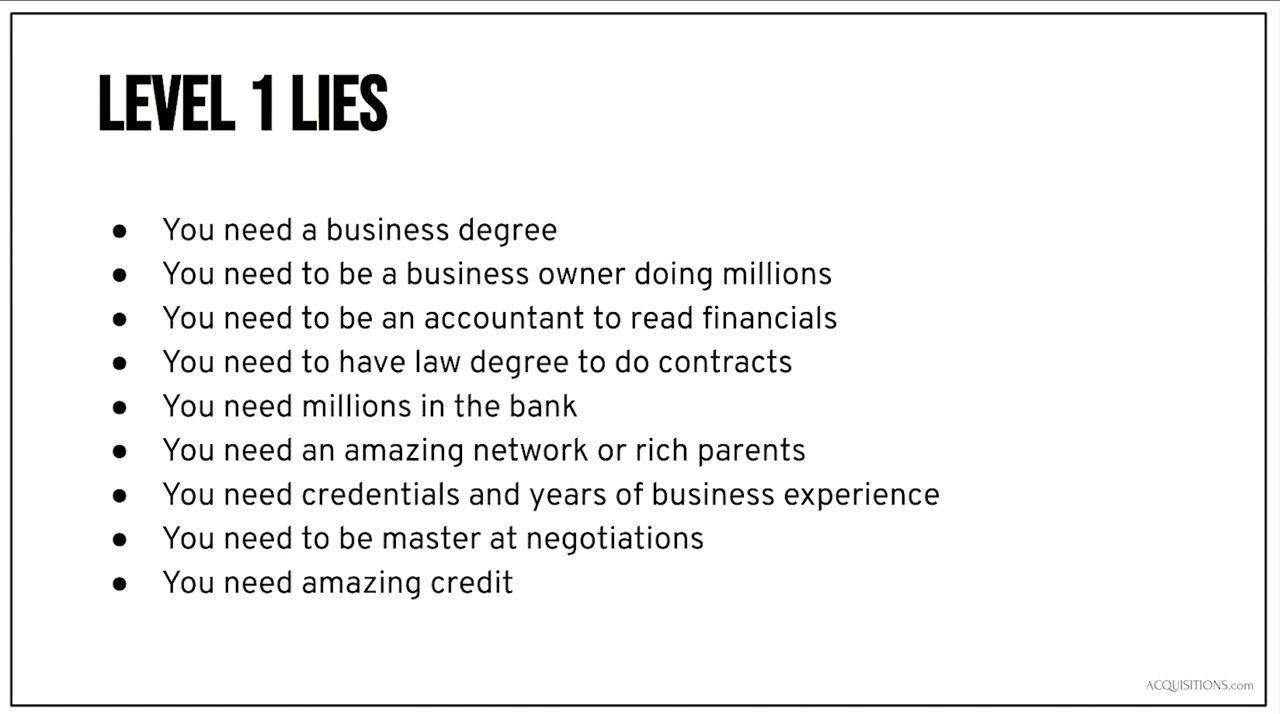 LEVEL 1 LIES
● You need a business degree
● You need to be a business owner doing millions
● You need to be an accountant to read financials
● You need to have law degree to do contracts
● You need millions in the bank
● You need an amazing network or rich parents
● You need credentials and years of business experience
● You need to be master at negotiations
● You need amazing credit
ACQUISITIONS.com